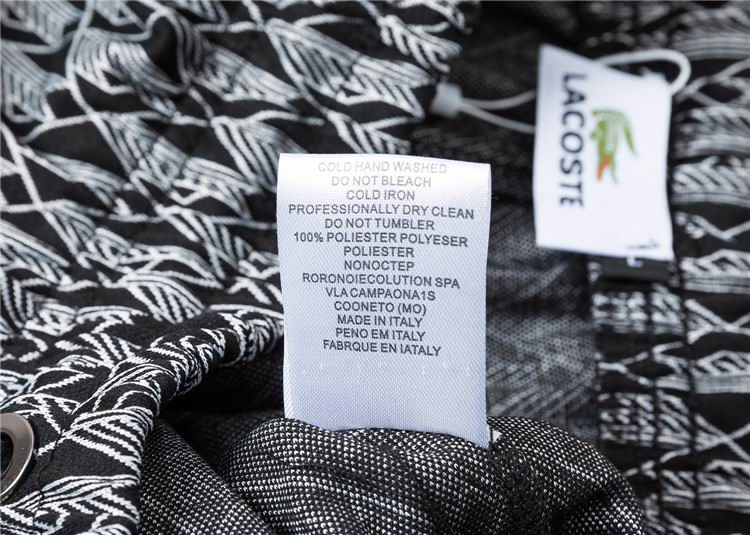 COLD HAND WASHED
DO NOT BLEACH
COLD IRON
PROFESSIONALLY DRY CLEAN
DO NOT TUMBLER
100% POLIESTER POLYESER
POLIESTER
NONOCTEP
RORONOIECOLUTION SPA
VLA CAMPAONA1S
COONETO (MO)
MADE IN ITALY
PENO EM ITALY
FABRIQUE EN IATALY
LACOSTE